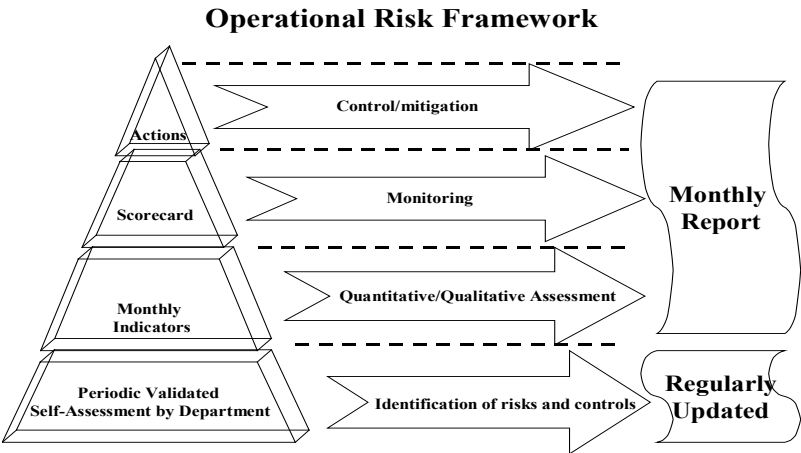 Operational Risk Framework
Actions
Control/mitigation
Scorecard
Monitoring
Monthly
Report
Monthly
Indicators
Quantitative/Qualitative Assessment
Periodic Validated
Self-Assessment by Department
Identification of risks and controls
Regularly
Updated